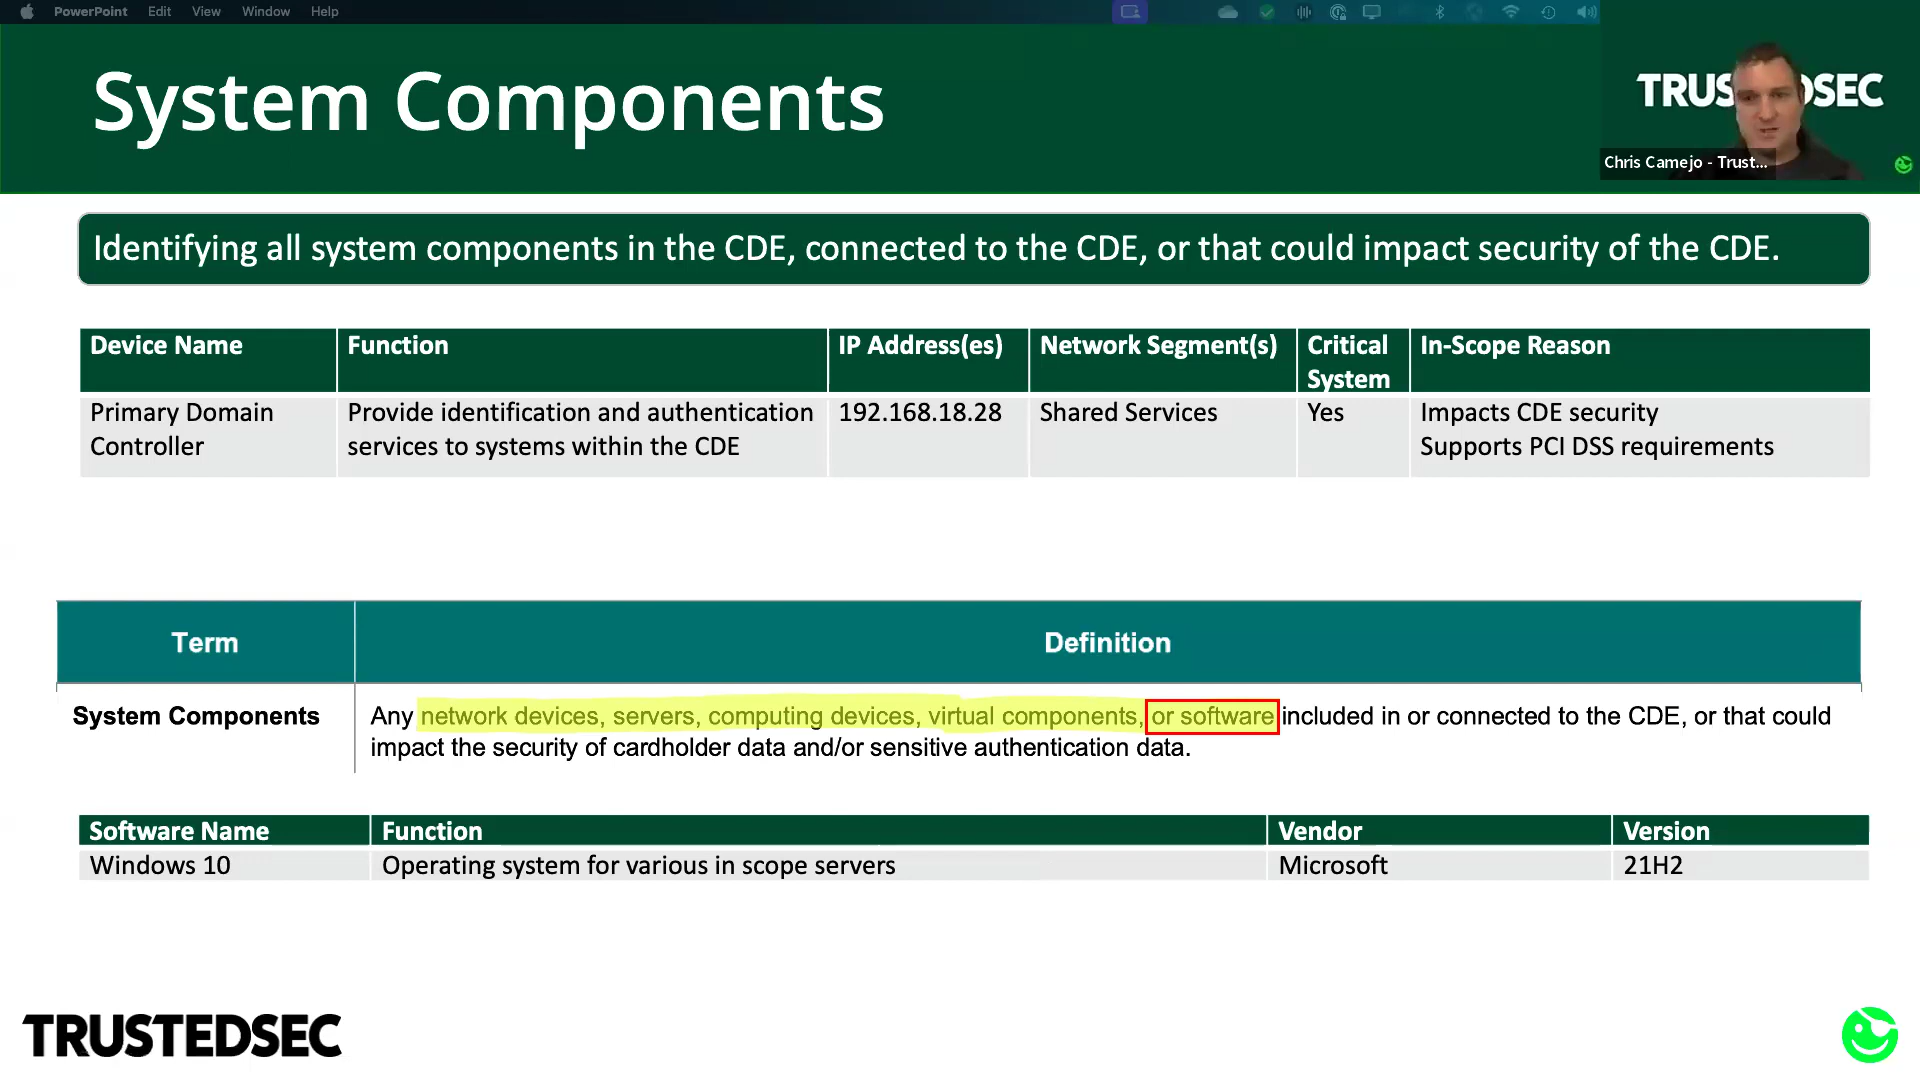 PowerPoint Edit View Window Help
System Components
TRUSTEDSEC
Chris Camejo - Trust...
Identifying all system components in the CDE, connected to the CDE, or that could impact security of the CDE.
Device Name Function IP Address(es) Network Segment(s) Critical System In-Scope Reason
Primary Domain Controller Provide identification and authentication services to systems within the CDE 192.168.18.28 Shared Services Yes Impacts CDE security Supports PCI DSS requirements
Term Definition
System Components Any network devices, servers, computing devices, virtual components, or software included in or connected to the CDE, or that could
impact the security of cardholder data and/or sensitive authentication data.
Software Name Function Vendor Version
Windows 10 Operating system for various in scope servers Microsoft 21H2
TRUSTEDSEC